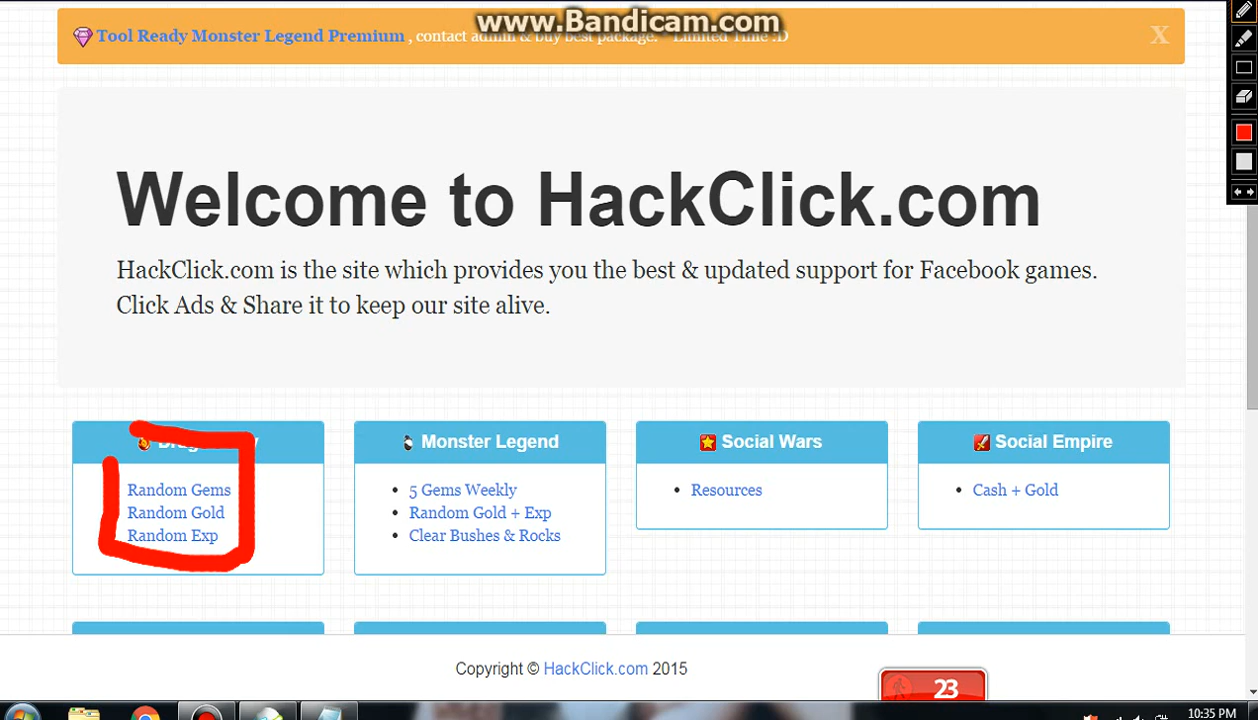 www.Bandicam.com
Tool Ready Monster Legend Premium , contact admin & buy best package. Limited Time :D
X
Welcome to HackClick.com
HackClick.com is the site which provides you the best & updated support for Facebook games.
Click Ads & Share it to keep our site alive.
Monster Legend
Social Wars
Social Empire
Random Gems
Random Gold
Random Exp
5 Gems Weekly
Random Gold + Exp
Clear Bushes & Rocks
Resources
Cash + Gold
Copyright © HackClick.com 2015
23
10:35 PM